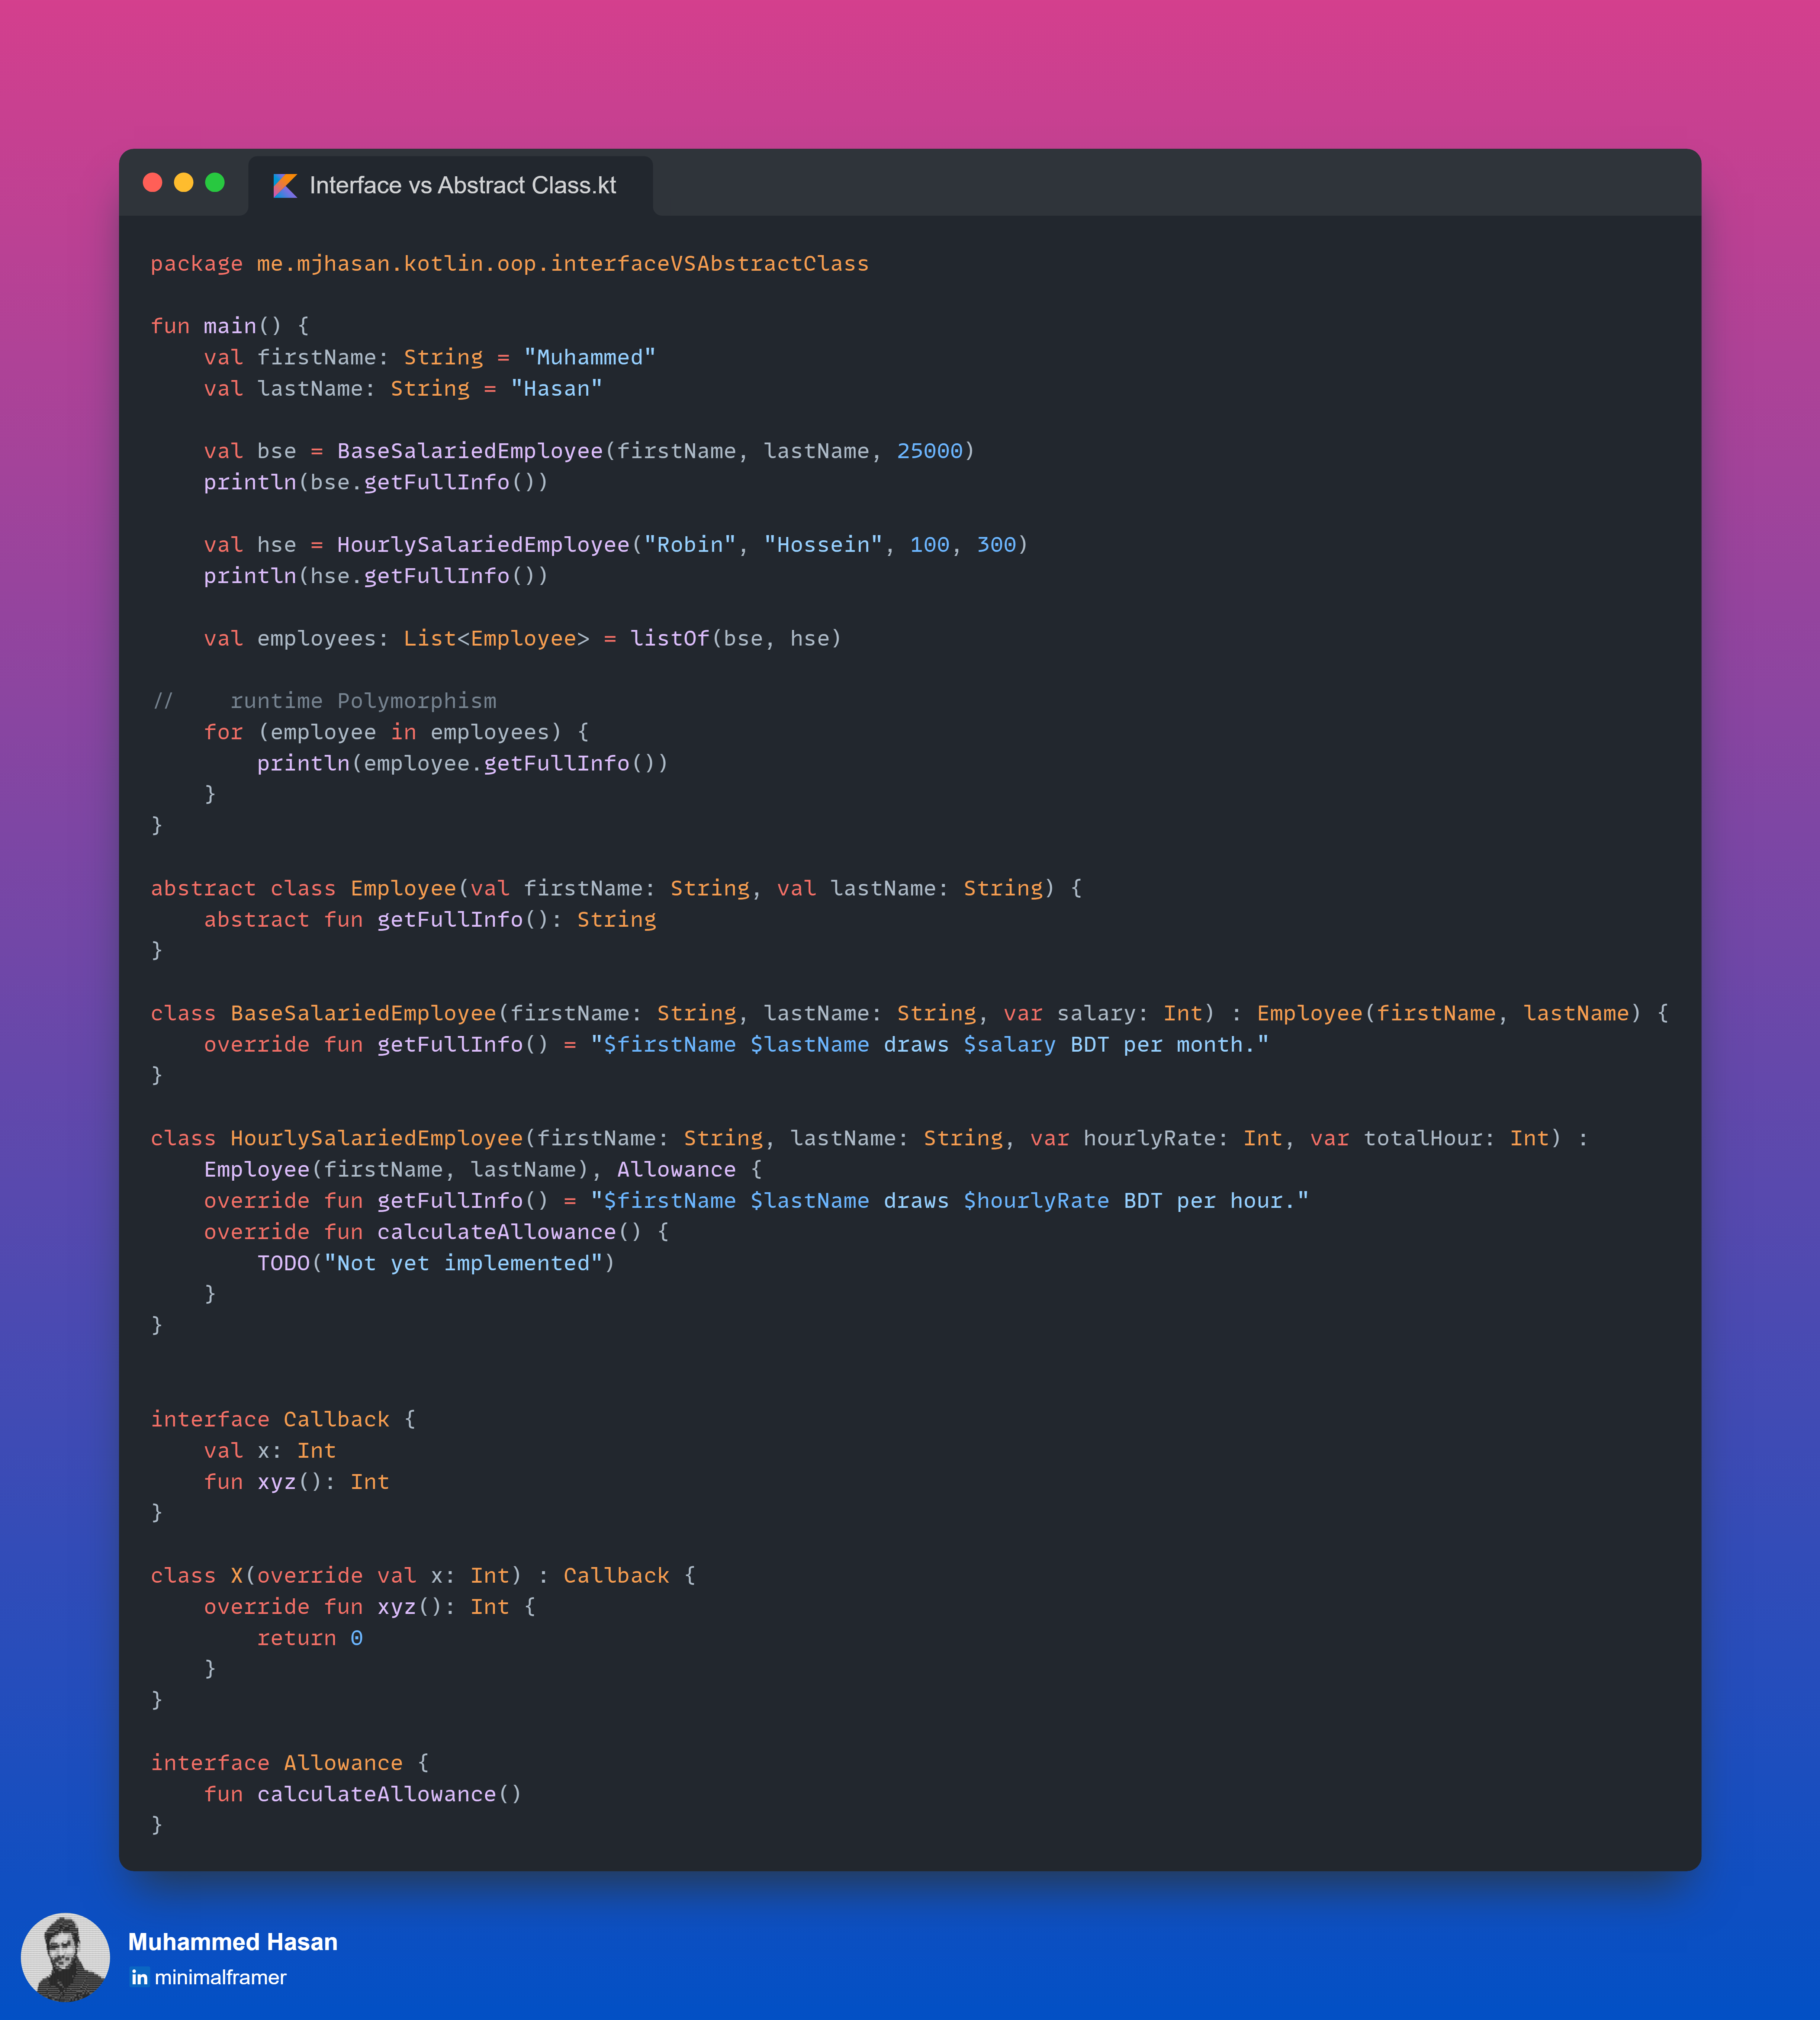 Interface vs Abstract Class.kt
package me.mjhasan.kotlin.oop.interfaceVSAbstractClass
fun main() {
    val firstName: String = "Muhammed"
    val lastName: String = "Hasan"
    val bse = BaseSalariedEmployee(firstName, lastName, 25000)
    println(bse.getFullInfo())
    val hse = HourlySalariedEmployee("Robin", "Hossein", 100, 300)
    println(hse.getFullInfo())
    val employees: List<Employee> = listOf(bse, hse)
//    runtime Polymorphism
    for (employee in employees) {
        println(employee.getFullInfo())
    }
}
abstract class Employee(val firstName: String, val lastName: String) {
    abstract fun getFullInfo(): String
}
class BaseSalariedEmployee(firstName: String, lastName: String, var salary: Int) : Employee(firstName, lastName) {
    override fun getFullInfo() = "$firstName $lastName draws $salary BDT per month."
}
class HourlySalariedEmployee(firstName: String, lastName: String, var hourlyRate: Int, var totalHour: Int) :
    Employee(firstName, lastName), Allowance {
    override fun getFullInfo() = "$firstName $lastName draws $hourlyRate BDT per hour."
    override fun calculateAllowance() {
        TODO("Not yet implemented")
    }
}
interface Callback {
    val x: Int
    fun xyz(): Int
}
class X(override val x: Int) : Callback {
    override fun xyz(): Int {
        return 0
    }
}
interface Allowance {
    fun calculateAllowance()
}
Muhammed Hasan
in minimalframer